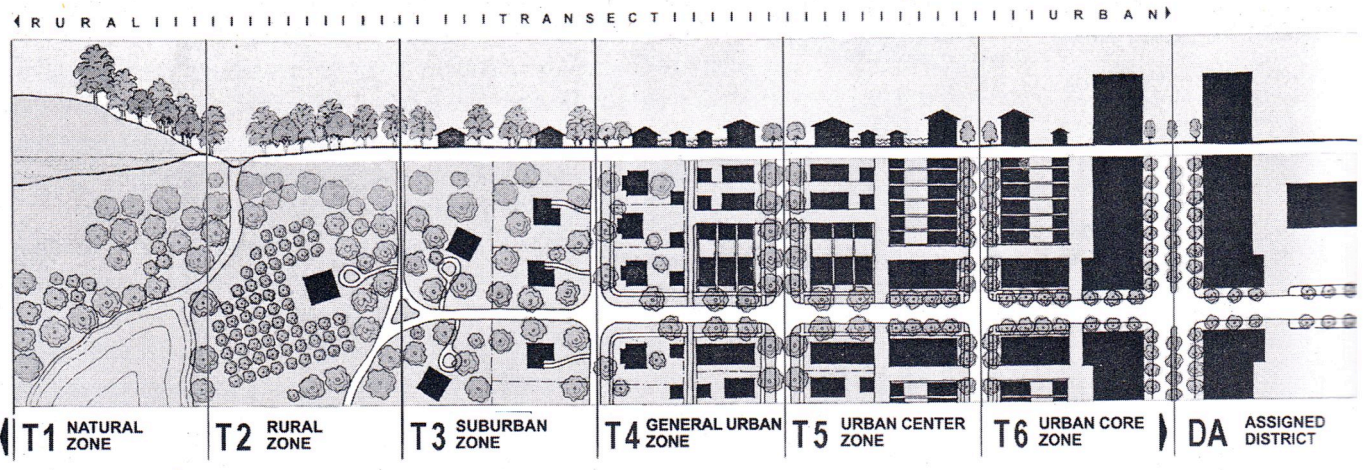 RURAL TRANSECT URBAN
T1 NATURAL ZONE
T2 RURAL ZONE
T3 SUBURBAN ZONE
T4 GENERAL URBAN ZONE
T5 URBAN CENTER ZONE
T6 URBAN CORE ZONE
DA ASSIGNED DISTRICT